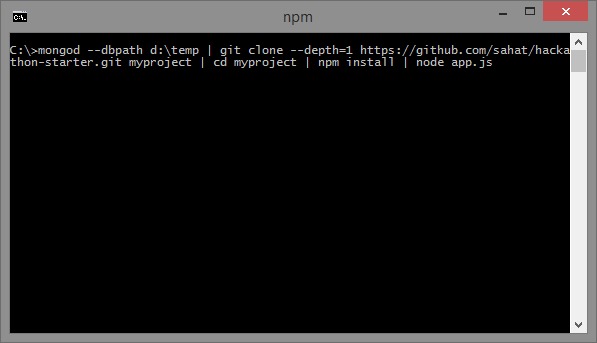 npm
C:\>mongod --dbpath d:\temp | git clone --depth=1 https://github.com/sahat/hacka
thon-starter.git myproject | cd myproject | npm install | node app.js